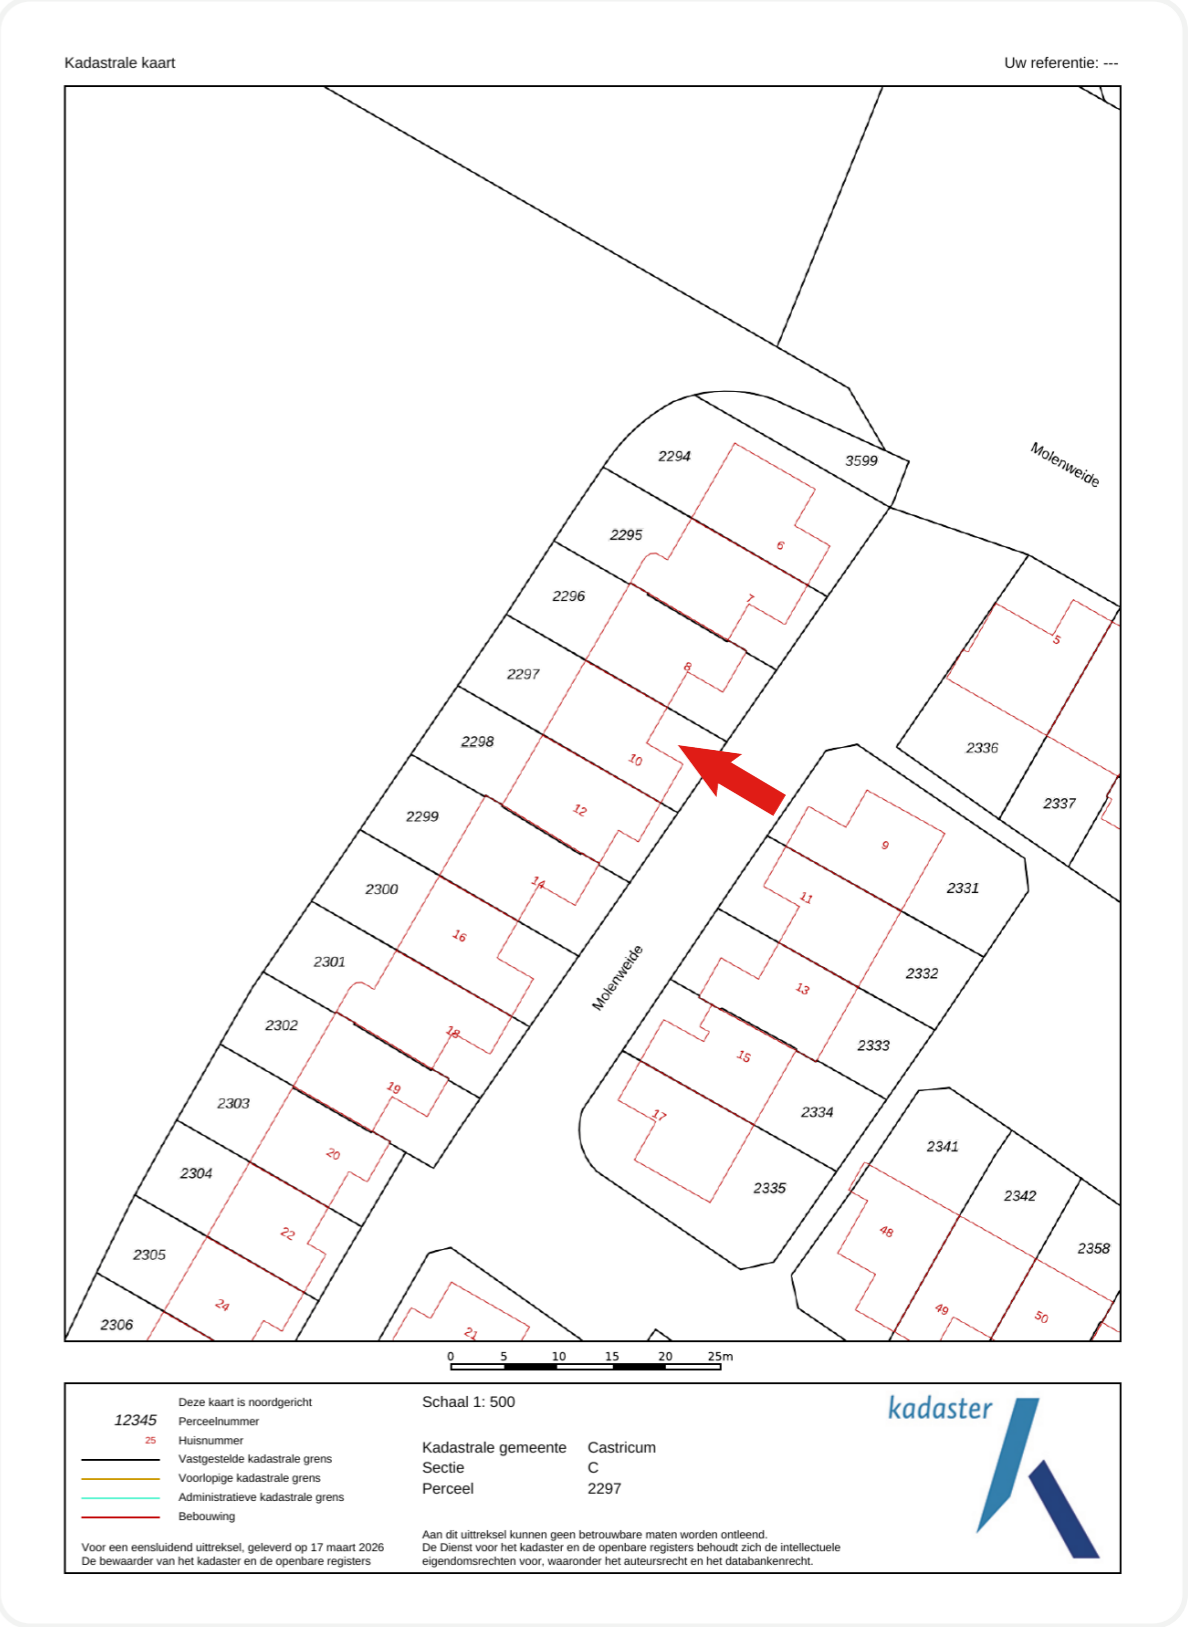 Kadastrale kaart
Uw referentie: ---
Molenweide
2294
3599
2295
6
2296
7
5
2297
8
2298
10
2336
12
2337
2299
9
2300
14
11
2331
16
2301
2332
Molenweide
13
2302
18
2333
15
2303
19
2334
17
2304
20
2341
2335
2342
22
48
2305
2358
24
49
50
2306
21
0 5 10 15 20 25m
Deze kaart is noordgericht
12345 Perceelnummer
25 Huisnummer
Vastgestelde kadastrale grens
Voorlopige kadastrale grens
Administratieve kadastrale grens
Bebouwing
Voor een eensluidend uittreksel, geleverd op 17 maart 2026
De bewaarder van het kadaster en de openbare registers
Schaal 1: 500
Kadastrale gemeente Castricum
Sectie C
Perceel 2297
Aan dit uittreksel kunnen geen betrouwbare maten worden ontleend.
De Dienst voor het kadaster en de openbare registers behoudt zich de intellectuele
eigendomsrechten voor, waaronder het auteursrecht en het databankenrecht.
kadaster